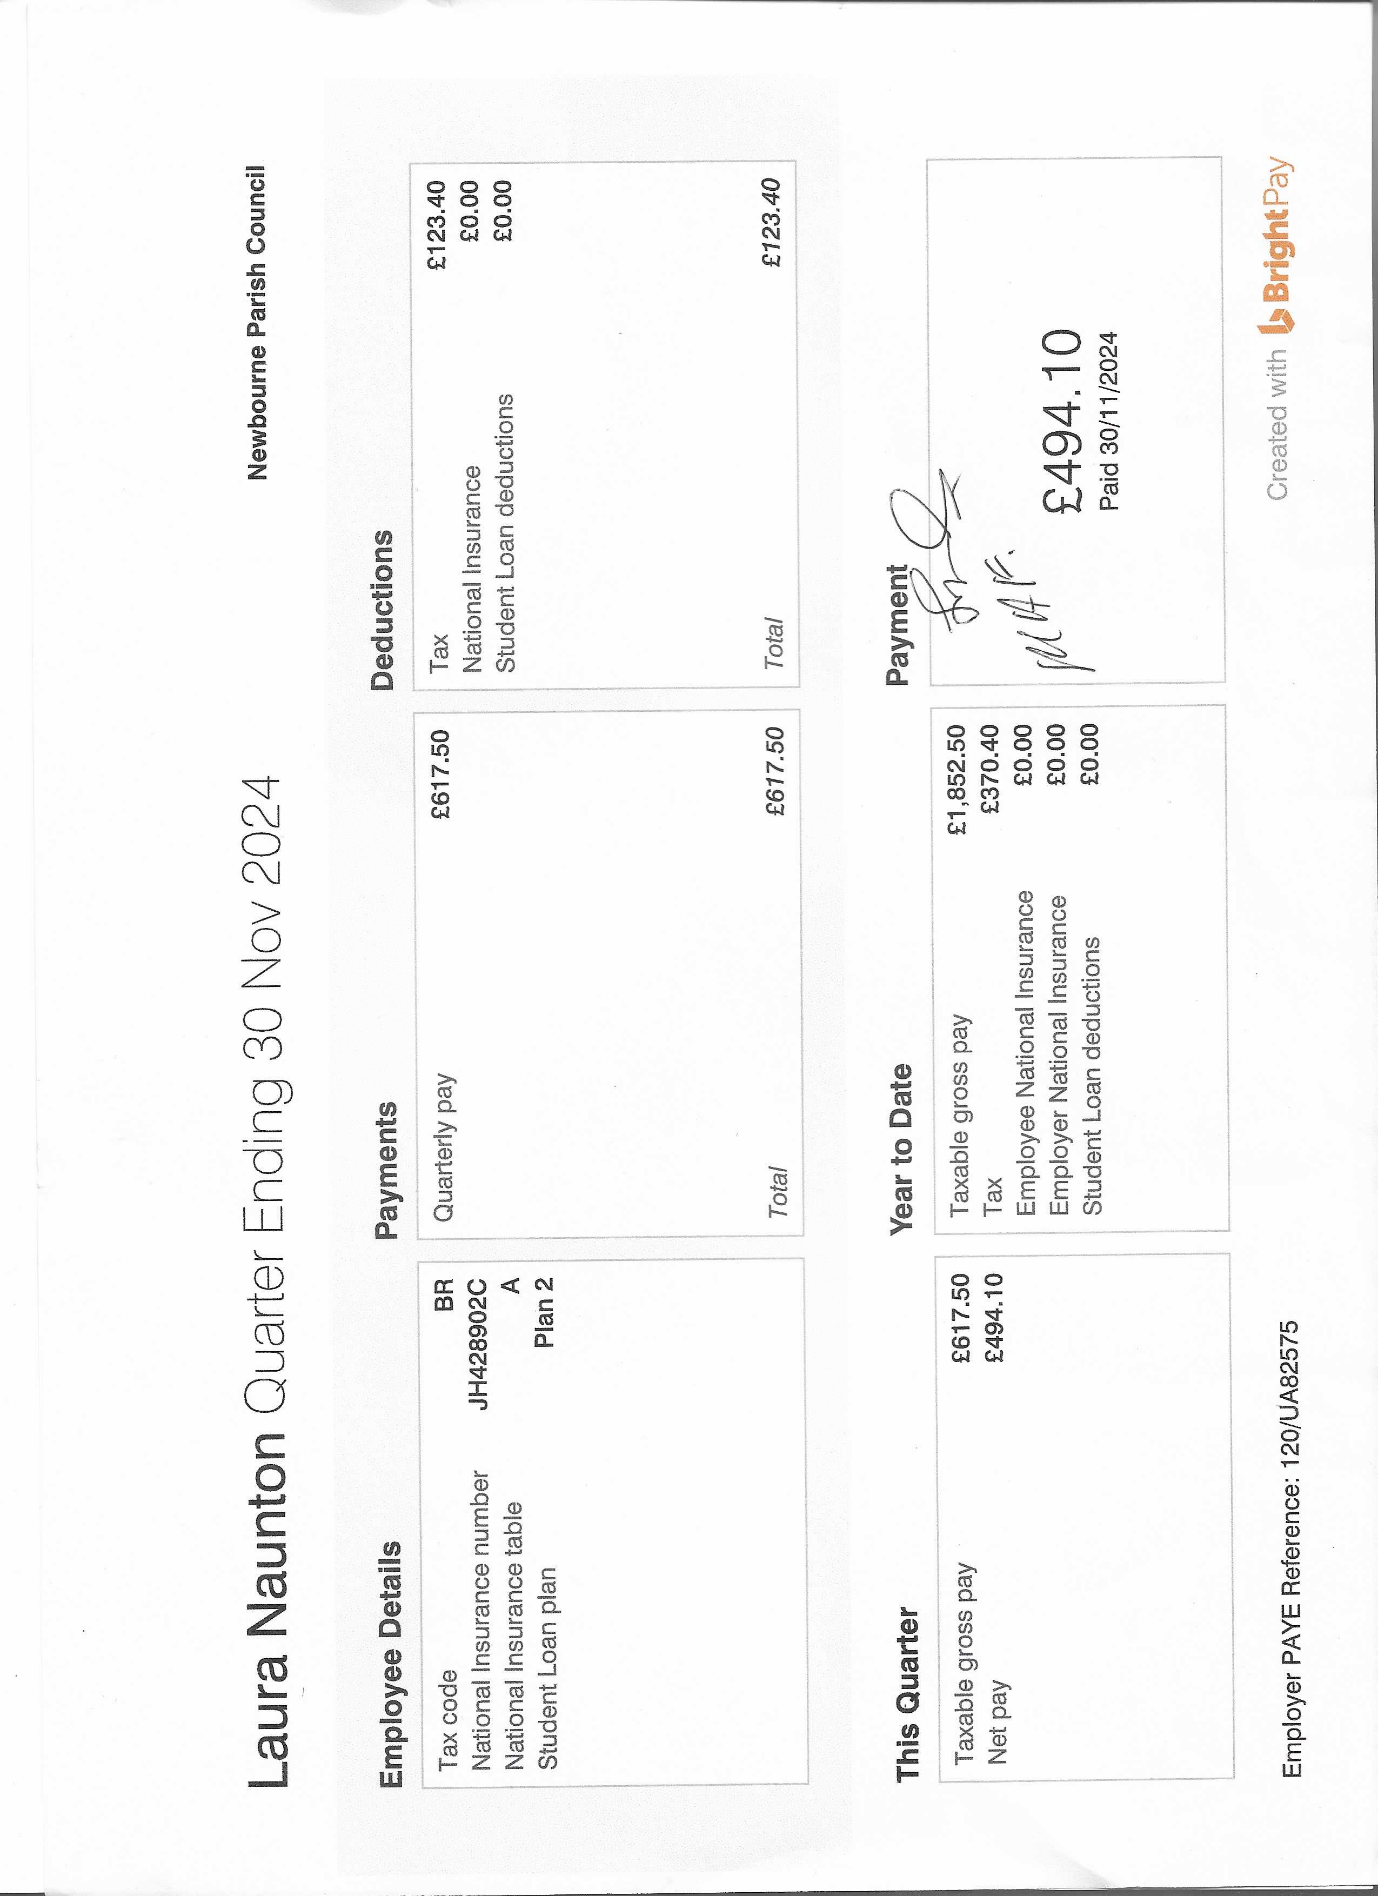 Laura Naunton Quarter Ending 30 Nov 2024
Newbourne Parish Council
Employee Details
Tax code BR
National Insurance number JH428902C
National Insurance table A
Student Loan plan Plan 2
Payments
Quarterly pay £617.50
Total £617.50
Deductions
Tax £123.40
National Insurance £0.00
Student Loan deductions £0.00
Total £123.40
This Quarter
Taxable gross pay £617.50
Net pay £494.10
Year to Date
Taxable gross pay £1,852.50
Tax £370.40
Employee National Insurance £0.00
Employer National Insurance £0.00
Student Loan deductions £0.00
Payment
£494.10
Paid 30/11/2024
Employer PAYE Reference: 120/UA82575
Created with BrightPay